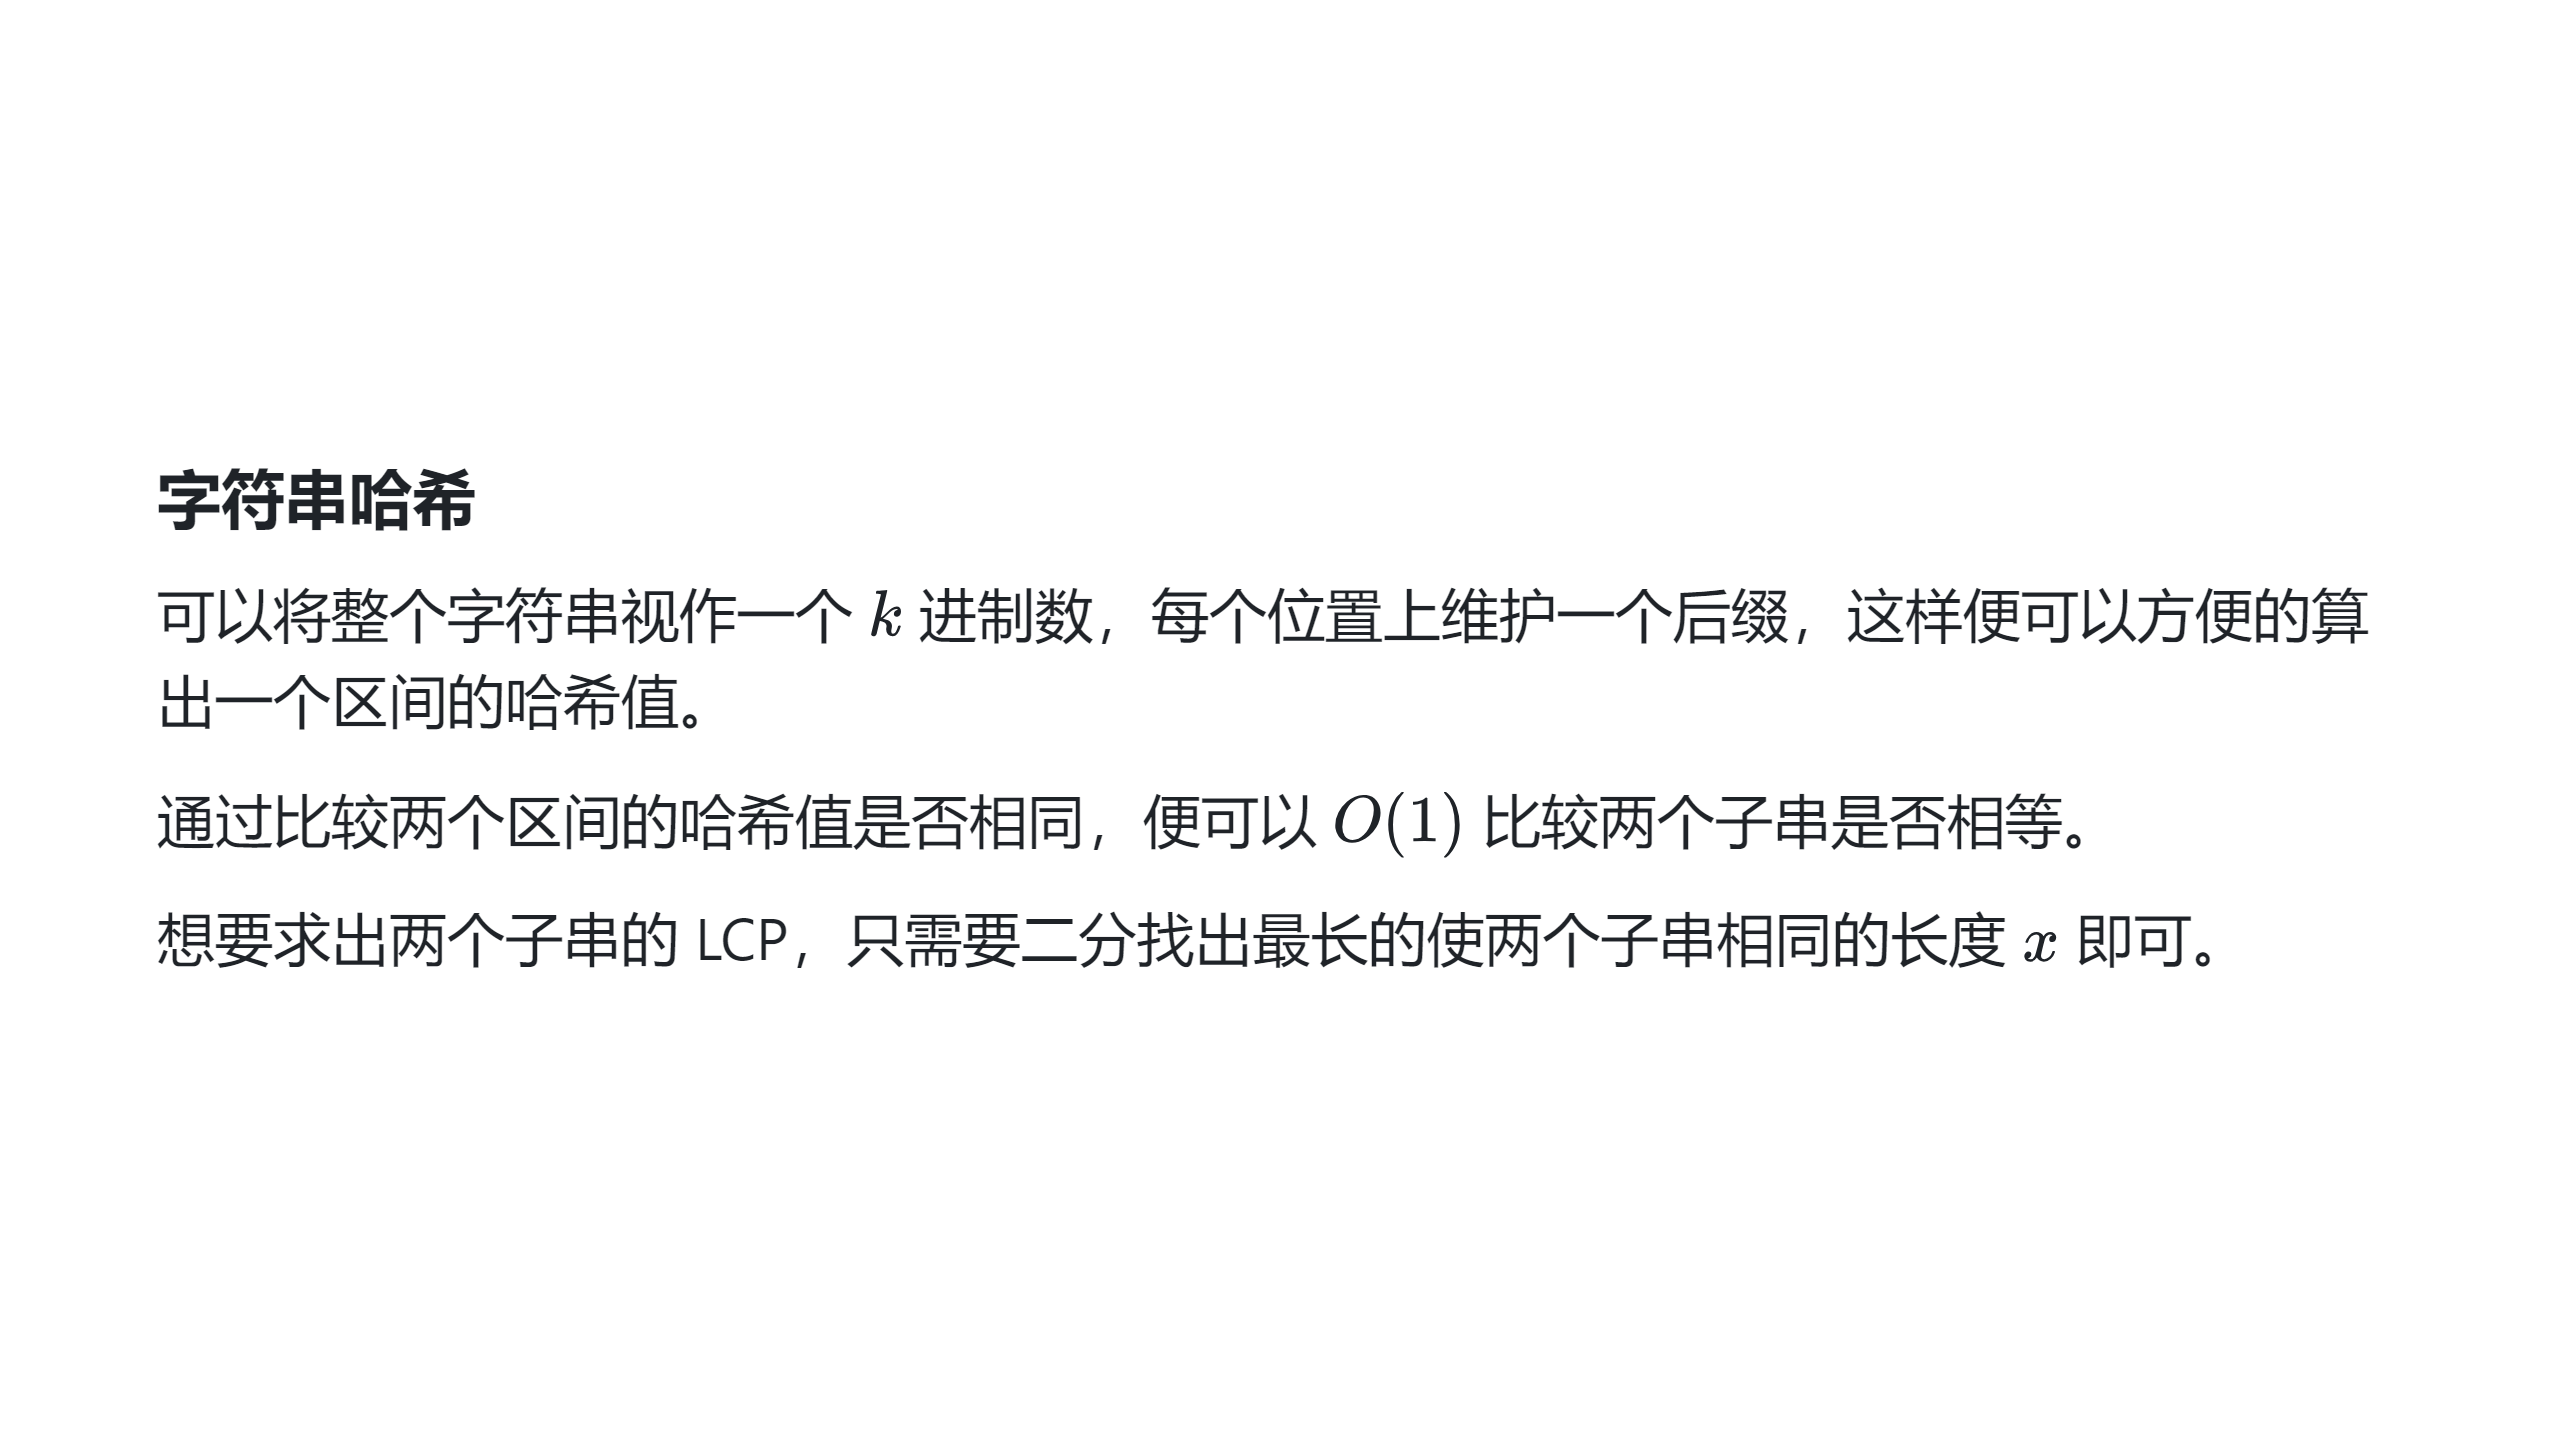 字符串哈希
可以将整个字符串视作一个 k 进制数，每个位置上维护一个后缀，这样便可以方便的算
出一个区间的哈希值。
通过比较两个区间的哈希值是否相同，便可以 O(1) 比较两个子串是否相等。
想要求出两个子串的 LCP，只需要二分找出最长的使两个子串相同的长度 x 即可。